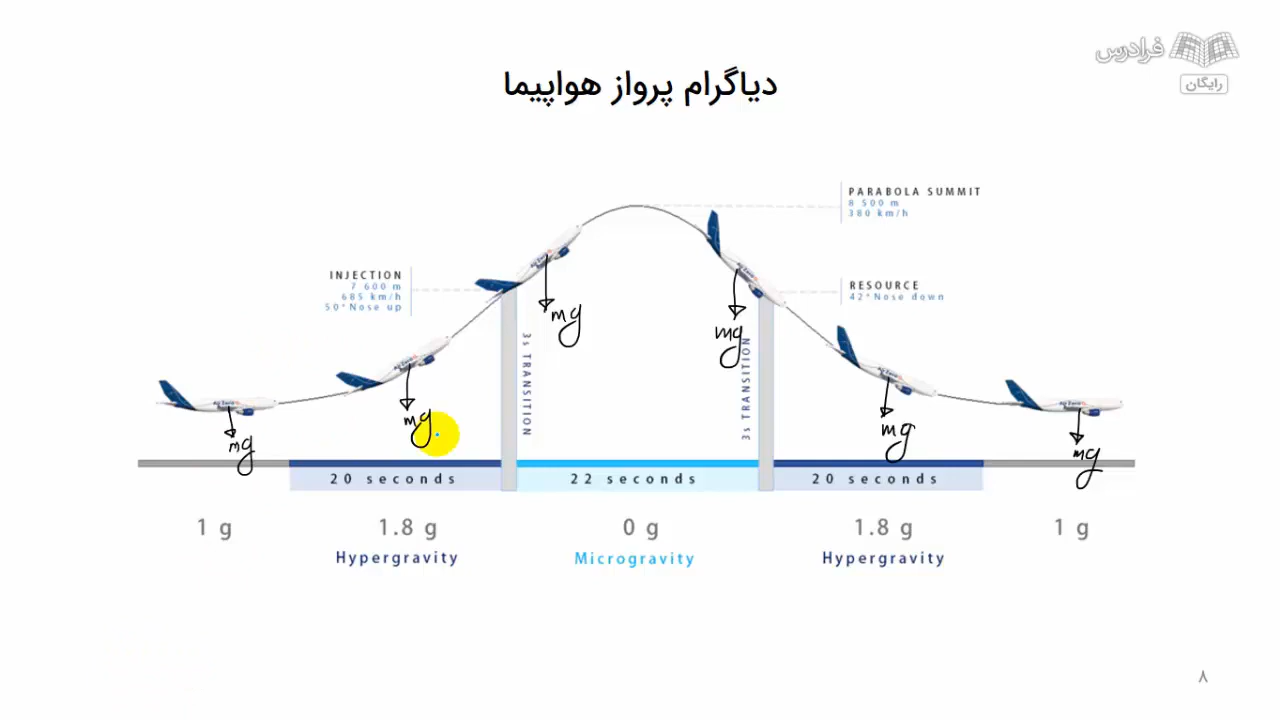 فرادرس
رایگان
دیاگرام پرواز هواپیما
PARABOLA SUMMIT
8 500 m
380 km/h
INJECTION
7 600 m
685 km/h
50°Nose up
RESOURCE
42°Nose down
mg
mg
mg
mg
mg
mg
3s TRANSITION
3s TRANSITION
20 seconds
22 seconds
20 seconds
1 g
1.8 g
0 g
1.8 g
1 g
Hypergravity
Microgravity
Hypergravity
۸